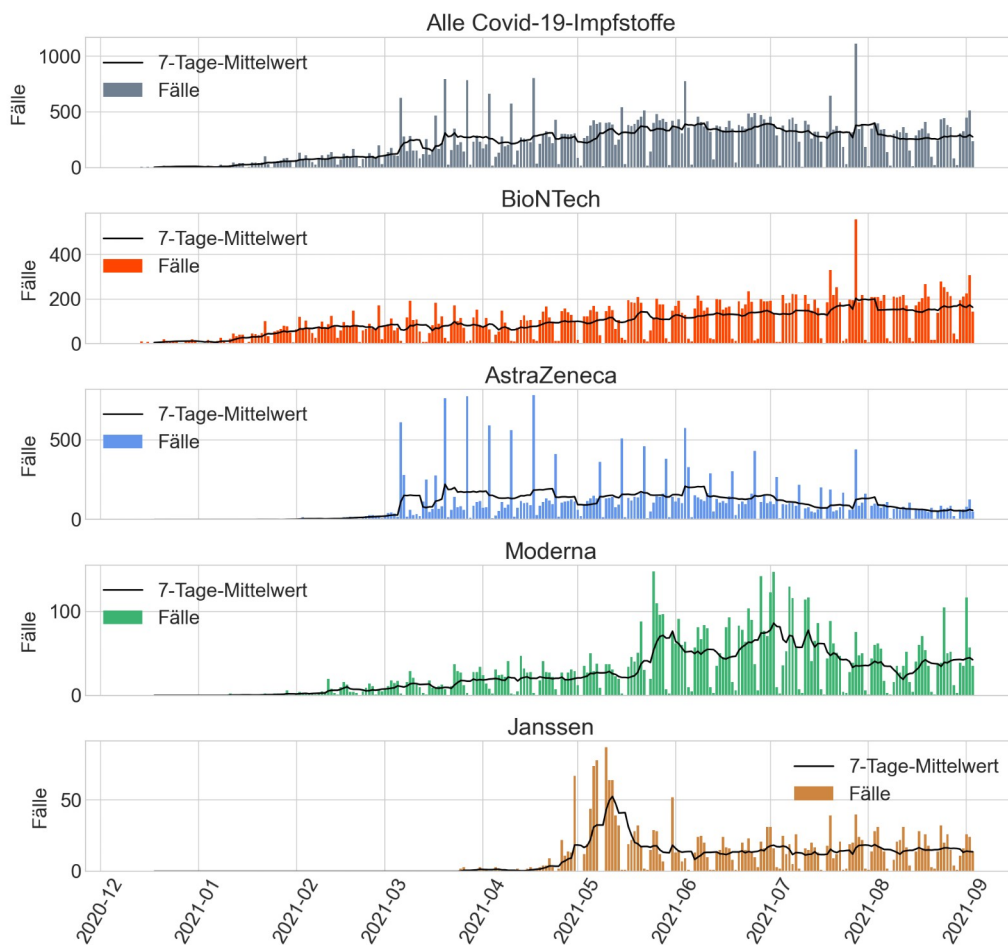 Alle Covid-19-Impfstoffe
Fälle
1000
500
0
7-Tage-Mittelwert
Fälle
BioNTech
Fälle
400
200
0
7-Tage-Mittelwert
Fälle
AstraZeneca
Fälle
500
0
7-Tage-Mittelwert
Fälle
Moderna
Fälle
100
0
7-Tage-Mittelwert
Fälle
Janssen
Fälle
50
0
7-Tage-Mittelwert
Fälle
2020-12
2021-01
2021-02
2021-03
2021-04
2021-05
2021-06
2021-07
2021-08
2021-09